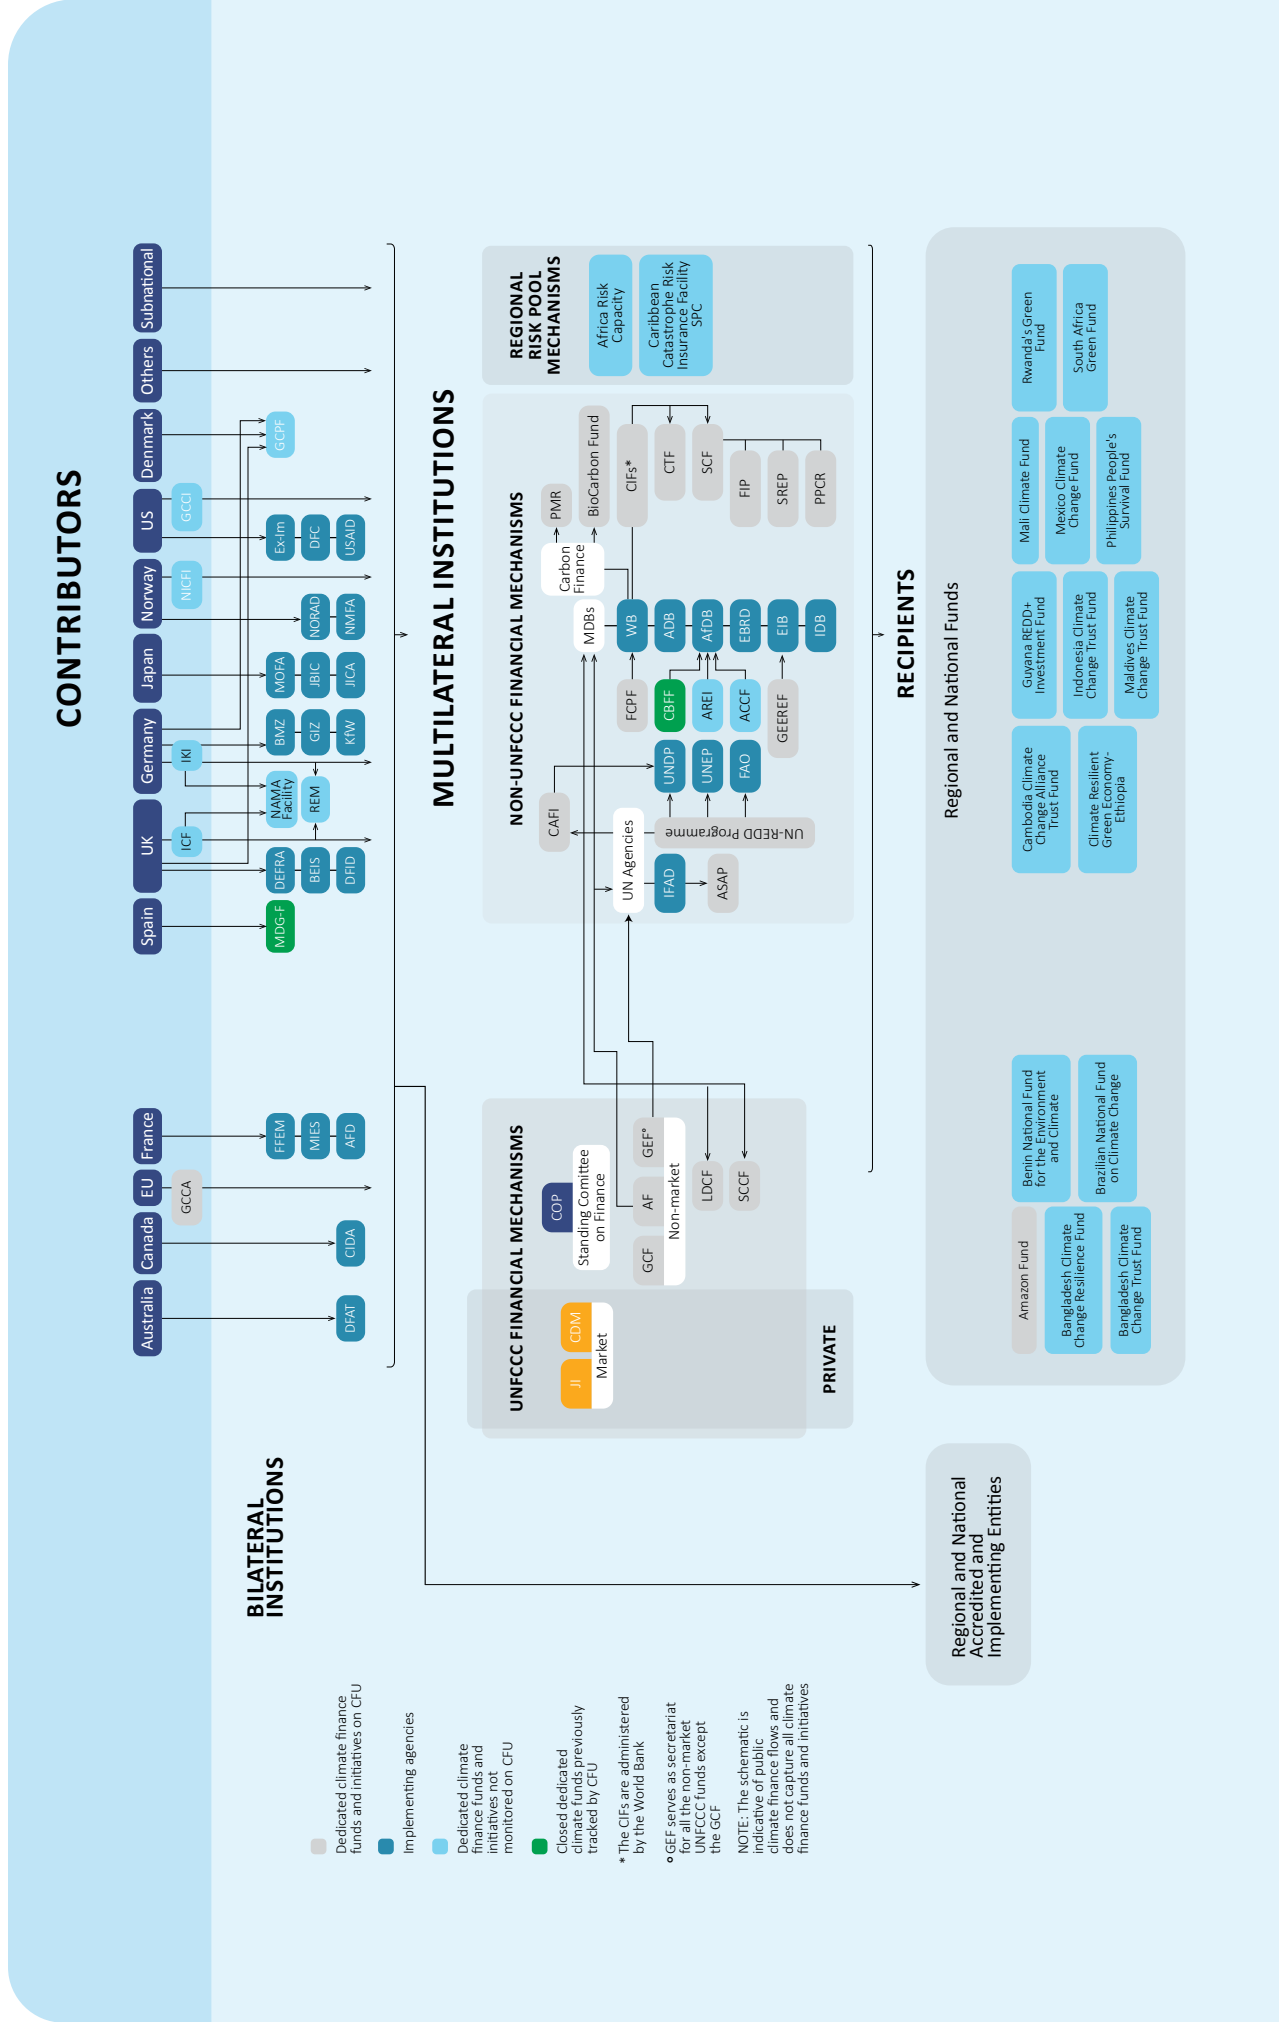 CONTRIBUTORS
Australia
Canada
EU
France
Spain
UK
Germany
Japan
Norway
US
Denmark
Others
Subnational
GCCA
ICF
IKI
NICFI
GCCI
BILATERAL
INSTITUTIONS
DFAT
CIDA
FFEM
MIES
AFD
MDG-F
DEFRA
BEIS
DFID
NAMA
Facility
REM
BMZ
GIZ
KfW
MOFA
JBIC
JICA
NORAD
NMFA
Ex-Im
DFC
USAID
GCPF
MULTILATERAL INSTITUTIONS
UNFCCC FINANCIAL MECHANISMS
COP
Standing Comittee
on Finance
JI
CDM
Market
GCF
AF
GEF°
Non-market
LDCF
SCCF
PRIVATE
NON-UNFCCC FINANCIAL MECHANISMS
CAFI
UN Agencies
IFAD
ASAP
UN-REDD Programme
UNDP
UNEP
FAO
MDBs
FCPF
CBFF
AREI
ACCF
GEEREF
WB
ADB
AfDB
EBRD
EIB
IDB
Carbon
Finance
PMR
BioCarbon Fund
CIFs*
CTF
SCF
FIP
SREP
PPCR
REGIONAL
RISK POOL
MECHANISMS
Africa Risk
Capacity
Caribbean
Catastrophe Risk
Insurance Facility
SPC
RECIPIENTS
Regional and National
Accredited and
Implementing Entities
Regional and National Funds
Amazon Fund
Bangladesh Climate
Change Resilience Fund
Bangladesh Climate
Change Trust Fund
Benin National Fund
for the Environment
and Climate
Brazilian National Fund
on Climate Change
Cambodia Climate
Change Alliance
Trust Fund
Climate Resilient
Green Economy-
Ethiopia
Guyana REDD+
Investment Fund
Indonesia Climate
Change Trust Fund
Maldives Climate
Change Trust Fund
Mali Climate Fund
Mexico Climate
Change Fund
Philippines People's
Survival Fund
Rwanda's Green
Fund
South Africa
Green Fund
Dedicated climate finance
funds and initiatives on CFU
Implementing agencies
Dedicated climate
finance funds and
initiatives not
monitored on CFU
Closed dedicated
climate funds previously
tracked by CFU
* The CIFs are administered
by the World Bank
° GEF serves as secretariat
for all the non-market
UNFCCC funds except
the GCF
NOTE: The schematic is
indicative of public
climate finance flows and
does not capture all climate
finance funds and initiatives